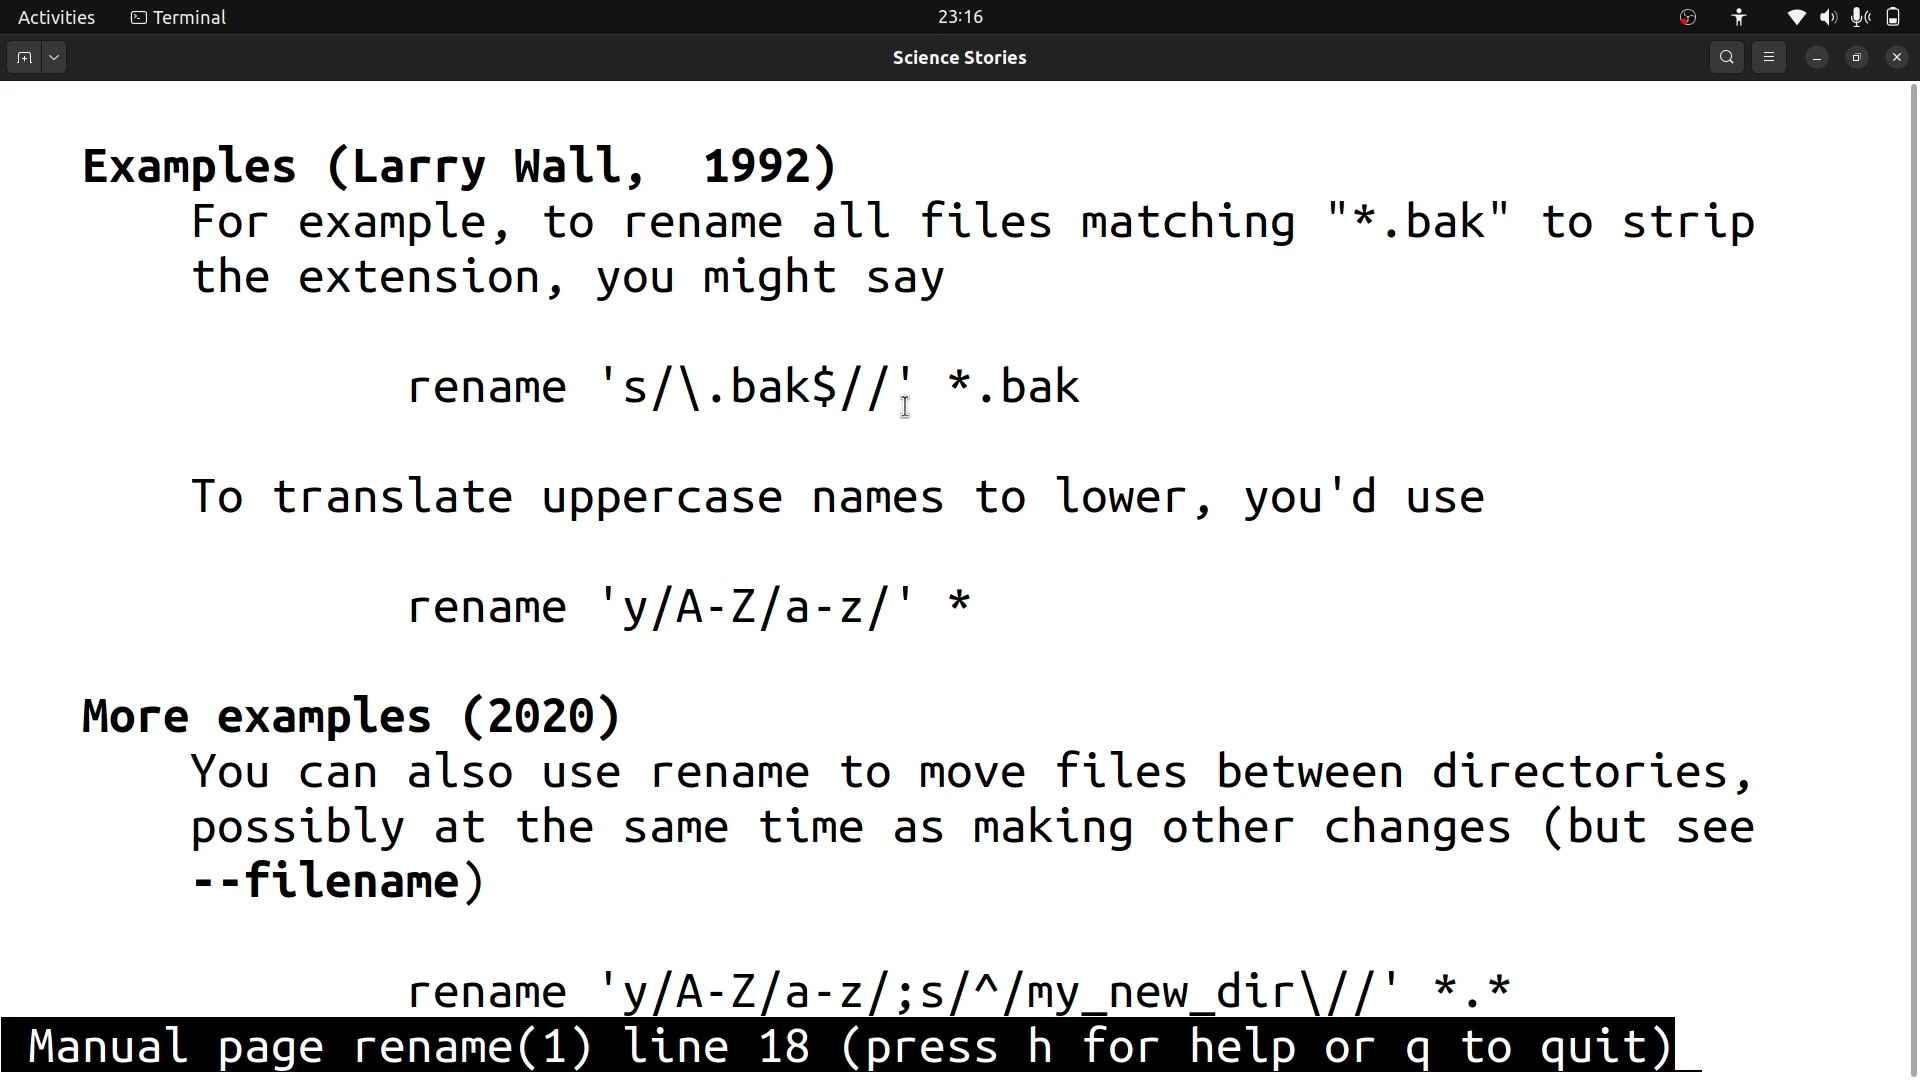 Activities Terminal 23:16
Science Stories
Examples (Larry Wall,  1992)
For example, to rename all files matching "*.bak" to strip
the extension, you might say
rename 's/\.bak$//' *.bak
To translate uppercase names to lower, you'd use
rename 'y/A-Z/a-z/' *
More examples (2020)
You can also use rename to move files between directories,
possibly at the same time as making other changes (but see
--filename)
rename 'y/A-Z/a-z/;s/^/my_new_dir\//' *.*
Manual page rename(1) line 18 (press h for help or q to quit)